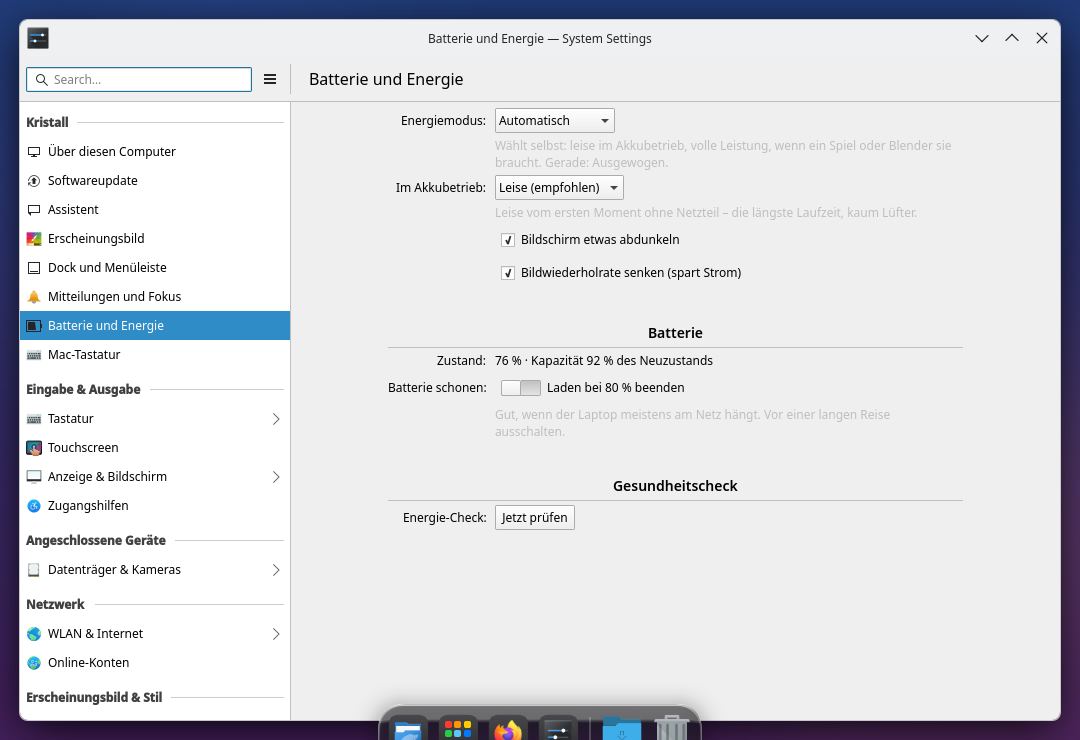 Batterie und Energie — System Settings
Search...
Batterie und Energie
Kristall
Über diesen Computer
Softwareupdate
Assistent
Erscheinungsbild
Dock und Menüleiste
Mitteilungen und Fokus
Batterie und Energie
Mac-Tastatur
Eingabe & Ausgabe
Tastatur
Touchscreen
Anzeige & Bildschirm
Zugangshilfen
Angeschlossene Geräte
Datenträger & Kameras
Netzwerk
WLAN & Internet
Online-Konten
Erscheinungsbild & Stil
Energiemodus: Automatisch
Wählt selbst: leise im Akkubetrieb, volle Leistung, wenn ein Spiel oder Blender sie
braucht. Gerade: Ausgewogen.
Im Akkubetrieb: Leise (empfohlen)
Leise vom ersten Moment ohne Netzteil – die längste Laufzeit, kaum Lüfter.
Bildschirm etwas abdunkeln
Bildwiederholrate senken (spart Strom)
Batterie
Zustand: 76 % · Kapazität 92 % des Neuzustands
Batterie schonen: Laden bei 80 % beenden
Gut, wenn der Laptop meistens am Netz hängt. Vor einer langen Reise
ausschalten.
Gesundheitscheck
Energie-Check: Jetzt prüfen